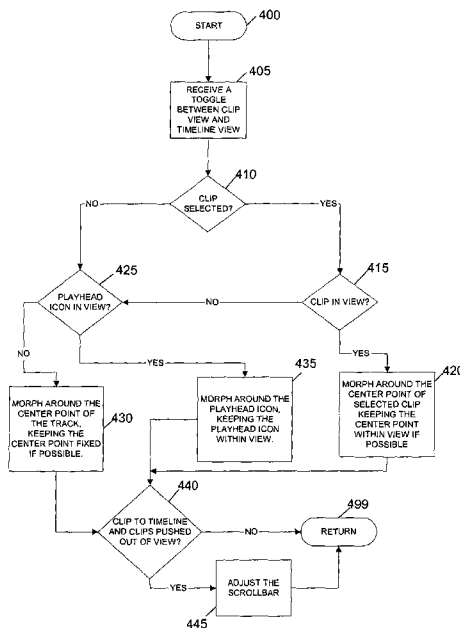 START
400
405
RECEIVE A
TOGGLE
BETWEEN CLIP
VIEW AND
TIMELINE VIEW
410
CLIP
SELECTED?
NO
YES
425
PLAYHEAD
ICON IN VIEW?
415
CLIP IN VIEW?
NO
NO
YES
YES
435
420
MORPH AROUND THE
CENTER POINT OF
THE TRACK,
KEEPING THE
CENTER POINT FIXED
IF POSSIBLE.
430
MORPH AROUND THE
PLAYHEAD ICON,
KEEPING THE
PLAYHEAD ICON
WITHIN VIEW.
MORPH AROUND THE
CENTER POINT OF
SELECTED CLIP
KEEPING THE
CENTER POINT
WITHIN VIEW IF
POSSIBLE
440
CLIP TO TIMELINE
AND CLIPS PUSHED
OUT OF VIEW?
NO
499
RETURN
YES
ADJUST THE
SCROLLBAR
445